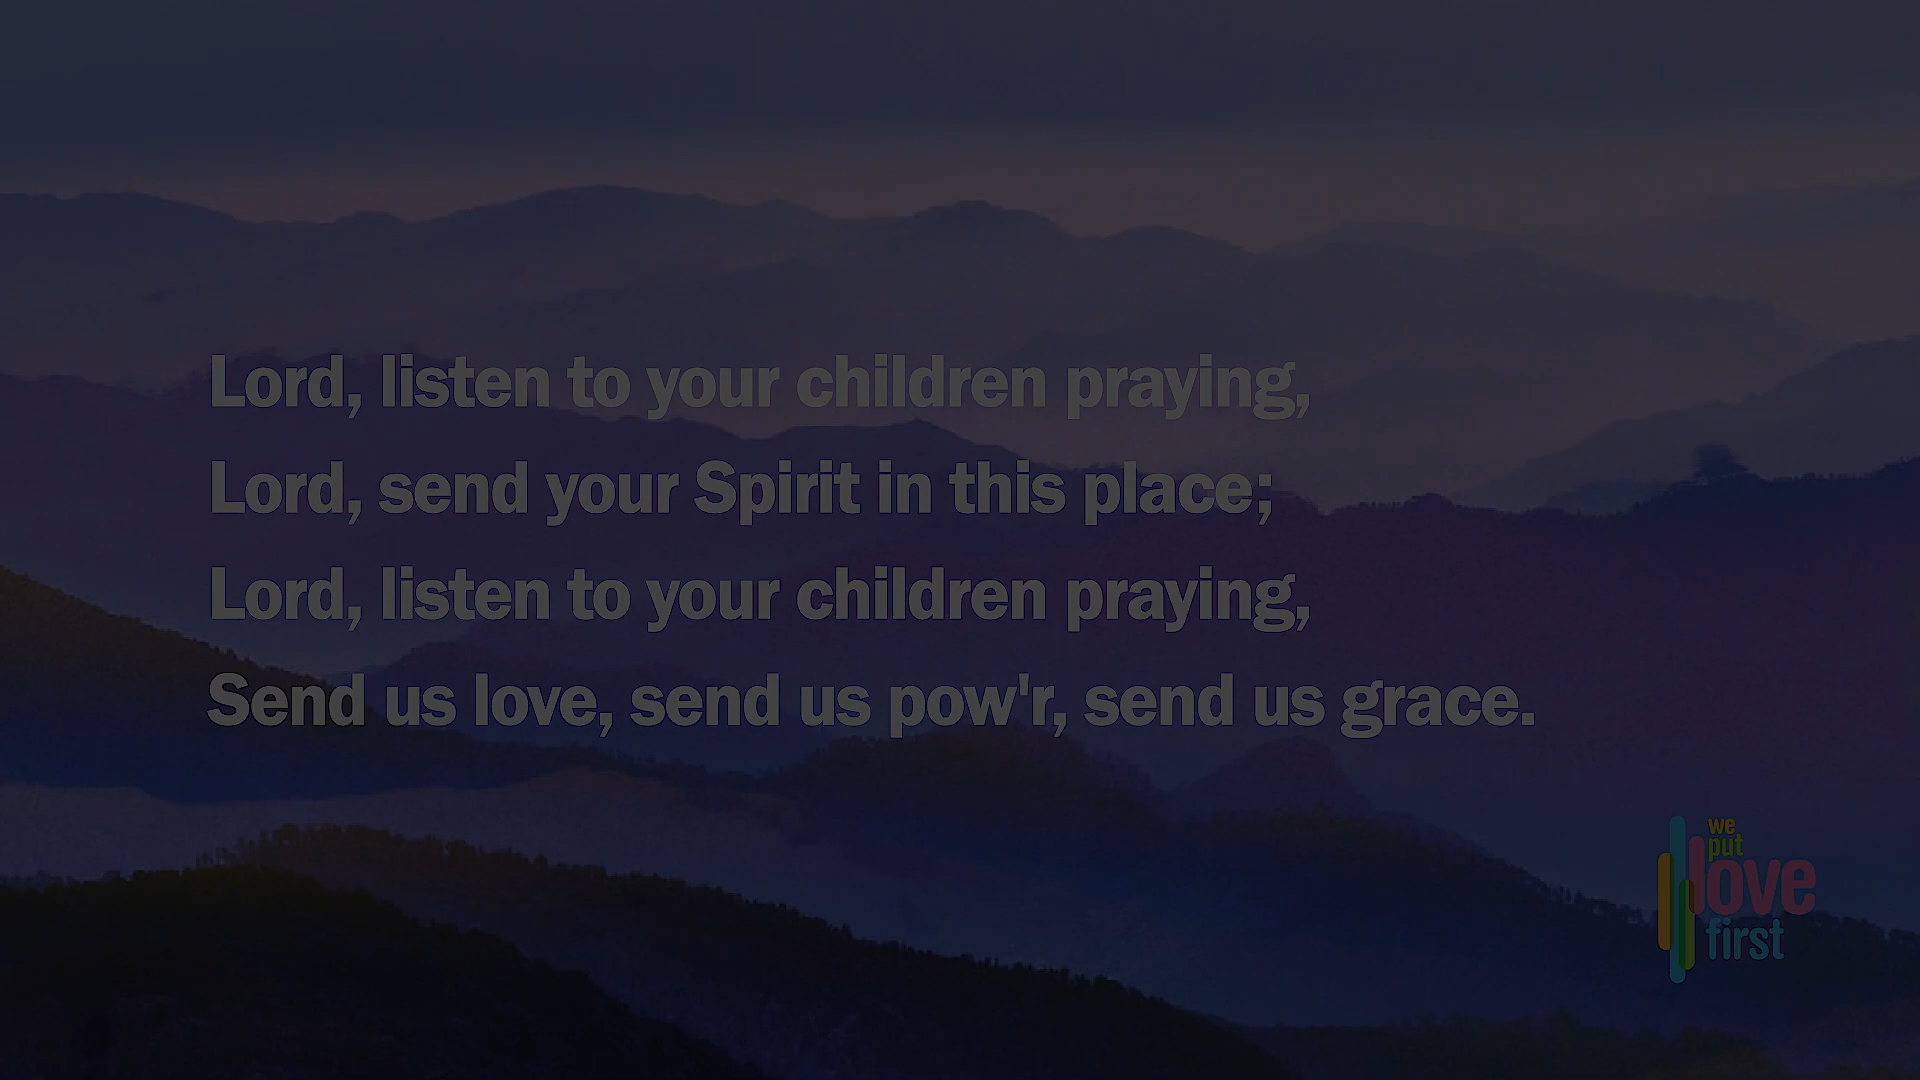 Lord, listen to your children praying,
Lord, send your Spirit in this place;
Lord, listen to your children praying,
Send us love, send us pow'r, send us grace.
we
put
love
first